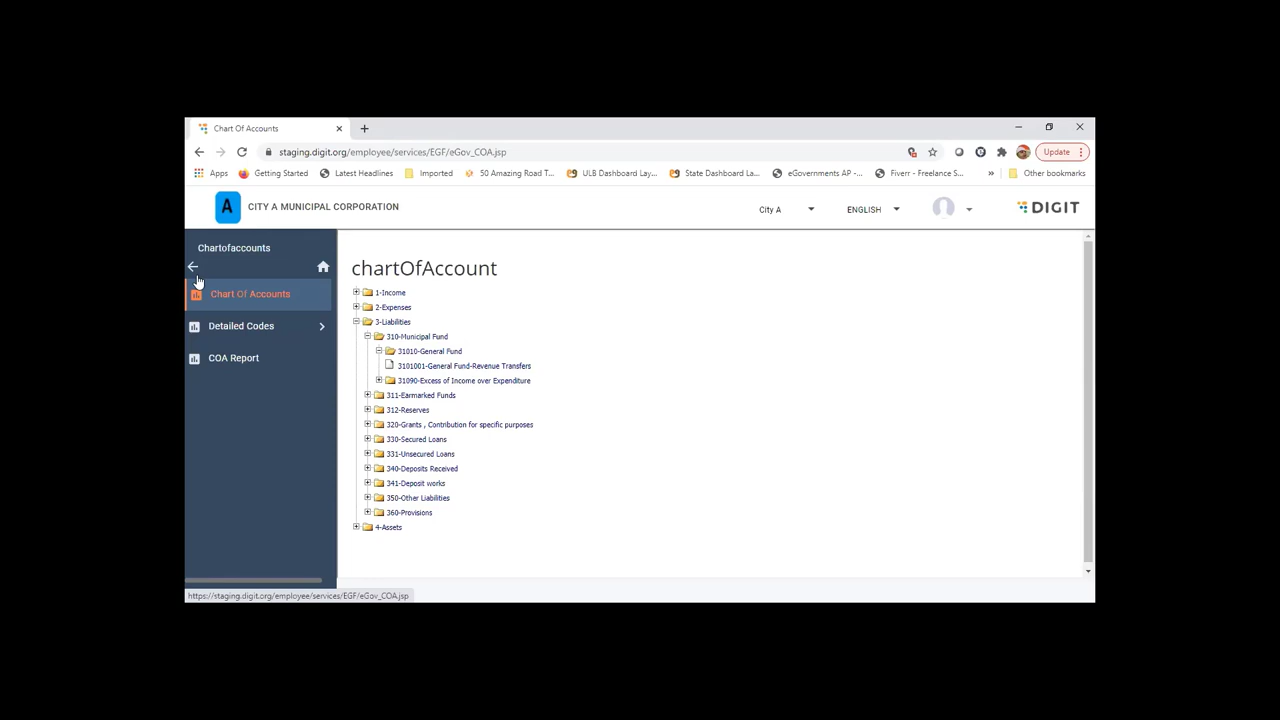 Chart Of Accounts
staging.digit.org/employee/services/EGF/eGov_COA.jsp
Update
Apps Getting Started Latest Headlines Imported 50 Amazing Road T... ULB Dashboard Lay... State Dashboard La... eGovernments AP -... Fiverr - Freelance S... » Other bookmarks
A CITY A MUNICIPAL CORPORATION City A ENGLISH DIGIT
Chartofaccounts
Chart Of Accounts
Detailed Codes
COA Report
chartOfAccount
1-Income
2-Expenses
3-Liabilities
310-Municipal Fund
31010-General Fund
3101001-General Fund-Revenue Transfers
31090-Excess of Income over Expenditure
311-Earmarked Funds
312-Reserves
320-Grants , Contribution for specific purposes
330-Secured Loans
331-Unsecured Loans
340-Deposits Received
341-Deposit works
350-Other Liabilities
360-Provisions
4-Assets
https://staging.digit.org/employee/services/EGF/eGov_COA.jsp